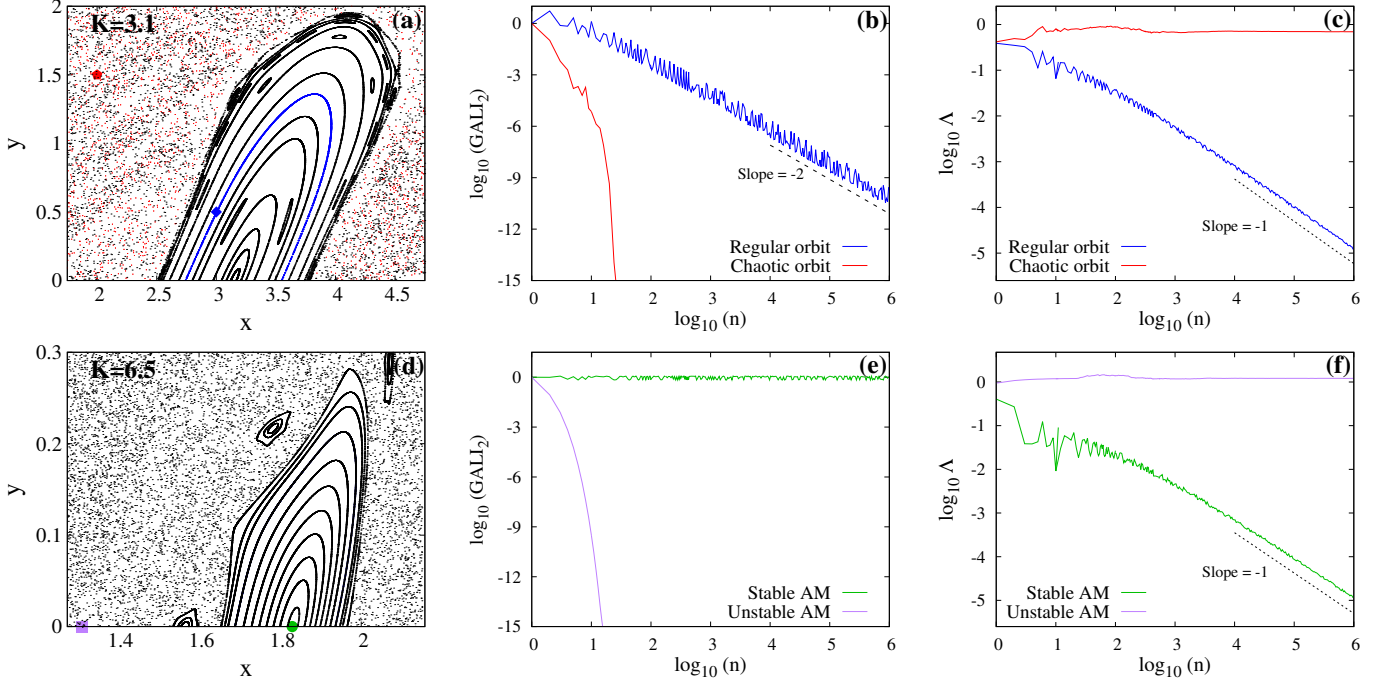 K=3.1
(a)
2
1.5
1
0.5
0
y
2
2.5
3
3.5
4
4.5
x
(b)
0
-3
-6
-9
-12
-15
log10 (GALI2)
Slope = -2
Regular orbit
Chaotic orbit
0
1
2
3
4
5
6
log10 (n)
(c)
0
-1
-2
-3
-4
-5
log10 Λ
Slope = -1
Regular orbit
Chaotic orbit
0
1
2
3
4
5
6
log10 (n)
K=6.5
(d)
0.3
0.2
0.1
0
y
1.4
1.6
1.8
2
x
(e)
0
-3
-6
-9
-12
-15
log10 (GALI2)
Stable AM
Unstable AM
0
1
2
3
4
5
6
log10 (n)
(f)
0
-1
-2
-3
-4
-5
log10 Λ
Slope = -1
Stable AM
Unstable AM
0
1
2
3
4
5
6
log10 (n)